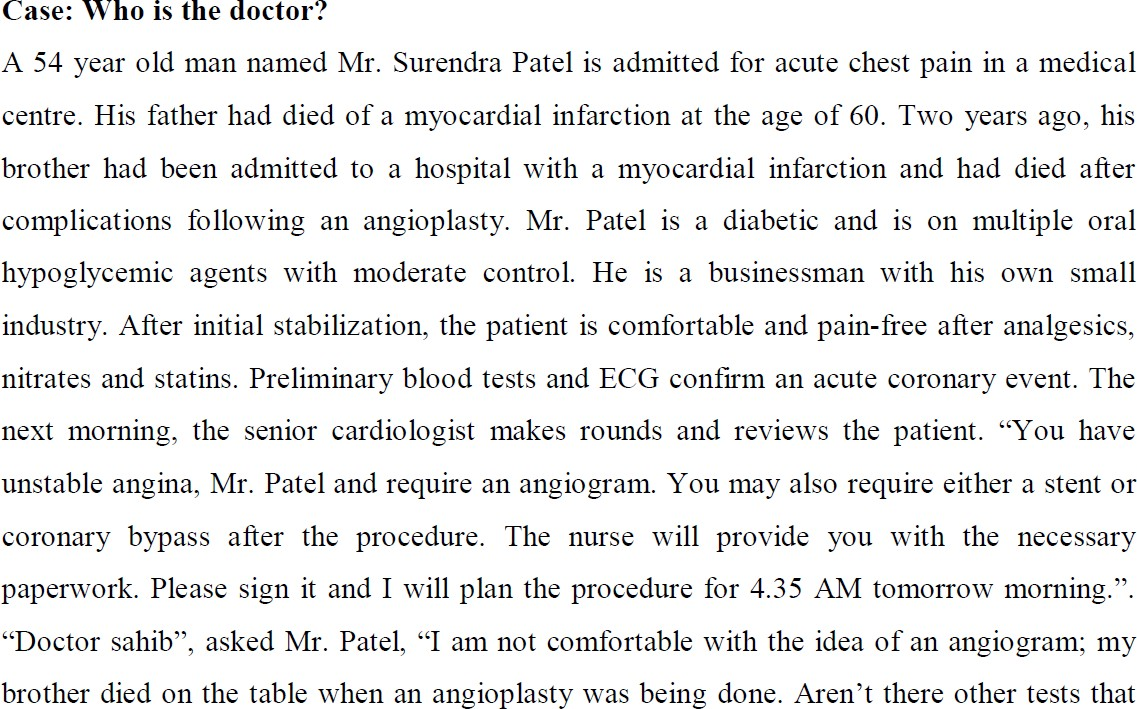 Case: Who is the doctor?
A 54 year old man named Mr. Surendra Patel is admitted for acute chest pain in a medical
centre. His father had died of a myocardial infarction at the age of 60. Two years ago, his
brother had been admitted to a hospital with a myocardial infarction and had died after
complications following an angioplasty. Mr. Patel is a diabetic and is on multiple oral
hypoglycemic agents with moderate control. He is a businessman with his own small
industry. After initial stabilization, the patient is comfortable and pain-free after analgesics,
nitrates and statins. Preliminary blood tests and ECG confirm an acute coronary event. The
next morning, the senior cardiologist makes rounds and reviews the patient. “You have
unstable angina, Mr. Patel and require an angiogram. You may also require either a stent or
coronary bypass after the procedure. The nurse will provide you with the necessary
paperwork. Please sign it and I will plan the procedure for 4.35 AM tomorrow morning.”.
“Doctor sahib”, asked Mr. Patel, “I am not comfortable with the idea of an angiogram; my
brother died on the table when an angioplasty was being done. Aren’t there other tests that